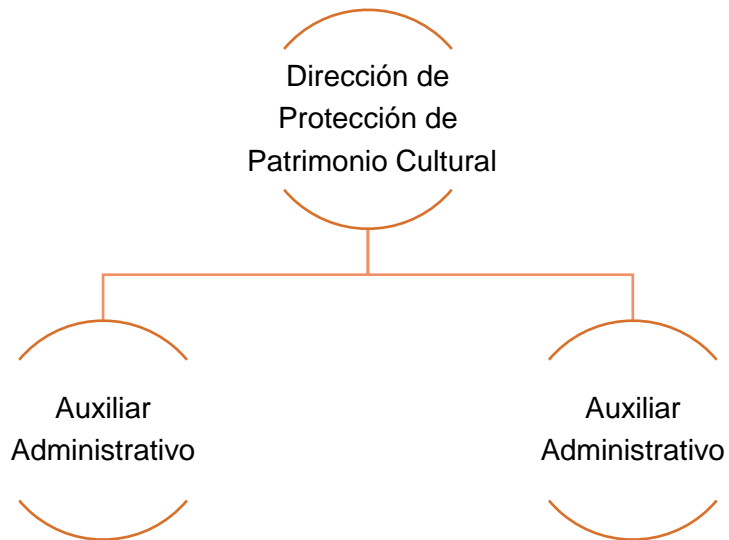 Dirección de
Protección de
Patrimonio Cultural
Auxiliar
Administrativo
Auxiliar
Administrativo